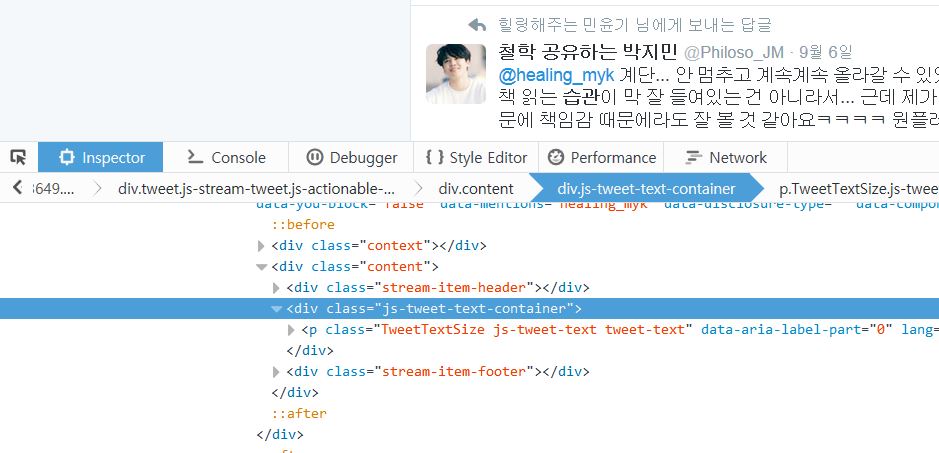 힐링해주는 민윤기 님에게 보내는 답글
철학 공유하는 박지민 @Philoso_JM · 9월 6일
@healing_myk 계단... 안 멈추고 계속계속 올라갈 수 있
책 읽는 습관이 막 잘 들여있는 건 아니라서... 근데 제가
문에 책임감 때문에라도 잘 볼 것 같아요ㅋㅋㅋㅋ 원플러
Inspector Console Debugger Style Editor Performance Network
3649.... div.tweet.js-stream-tweet.js-actionable-... div.content div.js-tweet-text-container p.TweetTextSize.js-twee
data-you-block="false" data-mentions="healing_myk" data-disclosure-type="" data-compo
::before
<div class="context"></div>
<div class="content">
<div class="stream-item-header"></div>
<div class="js-tweet-text-container">
<p class="TweetTextSize js-tweet-text tweet-text" data-aria-label-part="0" lang=
</div>
<div class="stream-item-footer"></div>
</div>
::after
</div>